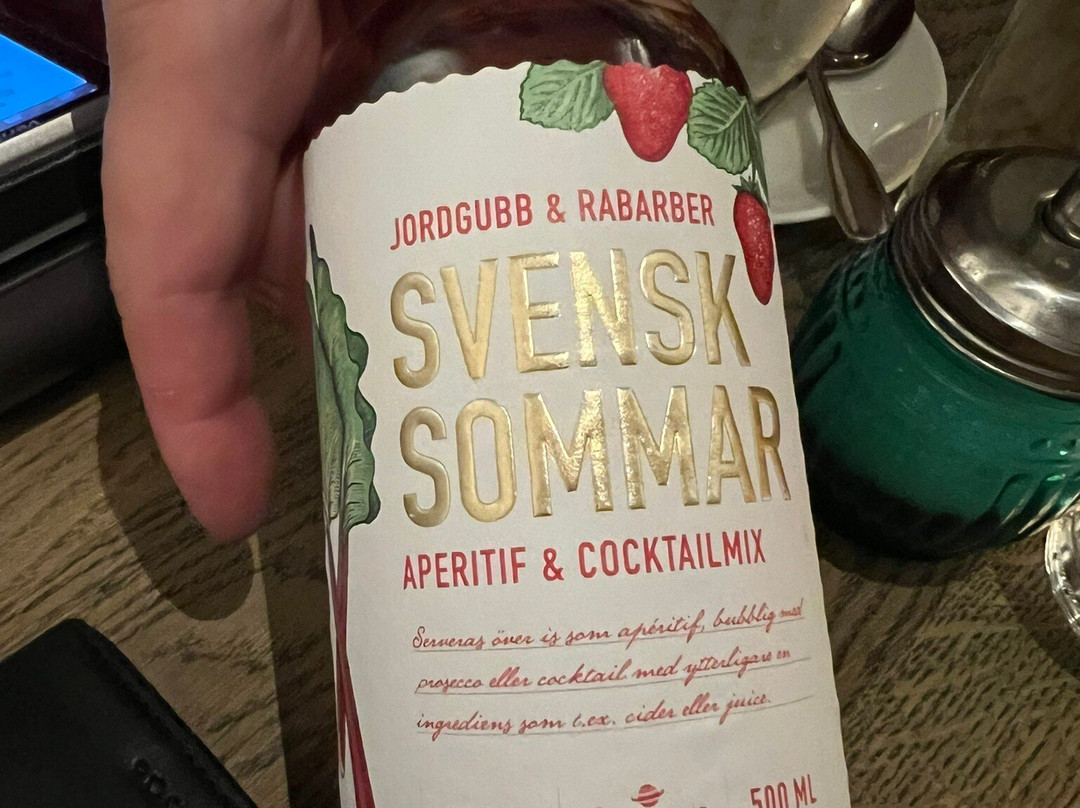 JORDGUBB & RABARBER
SVENSK
SOMMAR
APERITIF & COCKTAILMIX
Serveras över is som apéritif, bubblig med
prosecco eller cocktail med ytterligare en
ingrediens som t.ex. cider eller juice.
500 ML